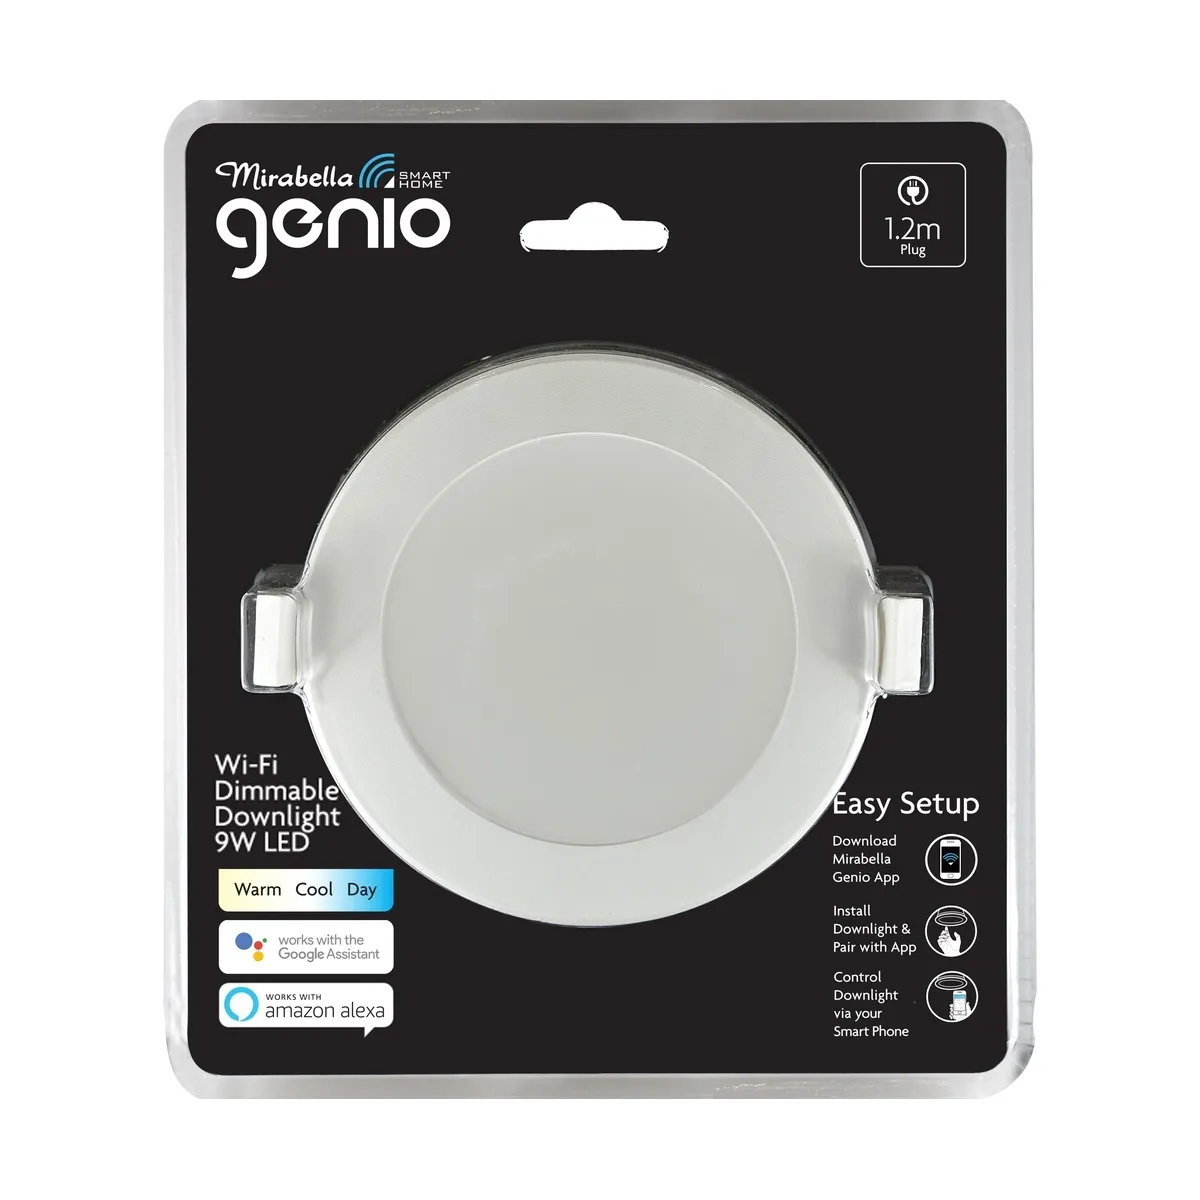 Mirabella SMART HOME
genio
1.2m
Plug
Wi-Fi
Dimmable
Downlight
9W LED
Warm Cool Day
works with the
Google Assistant
WORKS WITH
amazon alexa
Easy Setup
Download
Mirabella
Genio App
Install
Downlight &
Pair with App
Control
Downlight
via your
Smart Phone